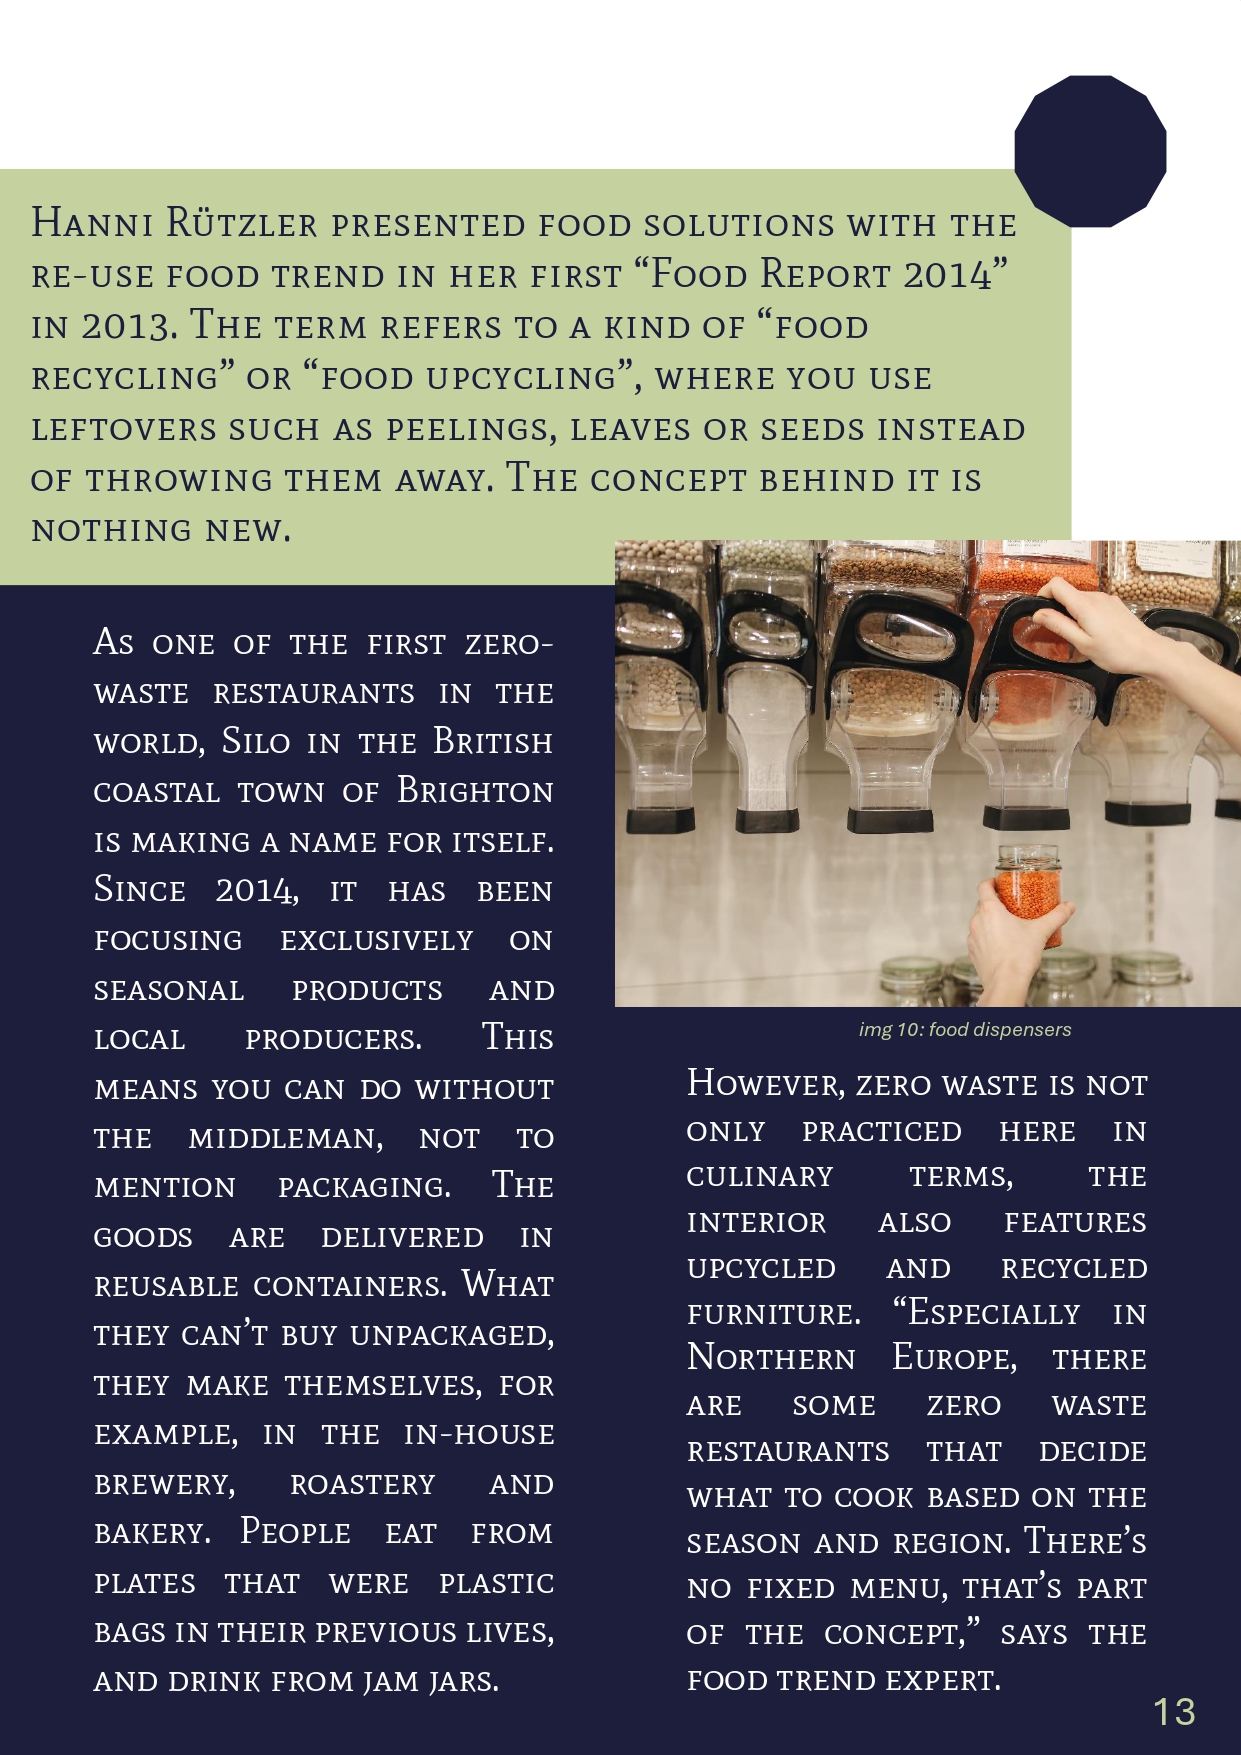 Hanni Rützler presented food solutions with the
re-use food trend in her first “Food Report 2014”
in 2013. The term refers to a kind of “food
recycling” or “food upcycling”, where you use
leftovers such as peelings, leaves or seeds instead
of throwing them away. The concept behind it is
nothing new.
As one of the first zero-
waste restaurants in the
world, Silo in the British
coastal town of Brighton
is making a name for itself.
Since 2014, it has been
focusing exclusively on
seasonal products and
local producers. This
means you can do without
the middleman, not to
mention packaging. The
goods are delivered in
reusable containers. What
they can’t buy unpackaged,
they make themselves, for
example, in the in-house
brewery, roastery and
bakery. People eat from
plates that were plastic
bags in their previous lives,
and drink from jam jars.
img 10: food dispensers
However, zero waste is not
only practiced here in
culinary terms, the
interior also features
upcycled and recycled
furniture. “Especially in
Northern Europe, there
are some zero waste
restaurants that decide
what to cook based on the
season and region. There’s
no fixed menu, that’s part
of the concept,” says the
food trend expert.
13